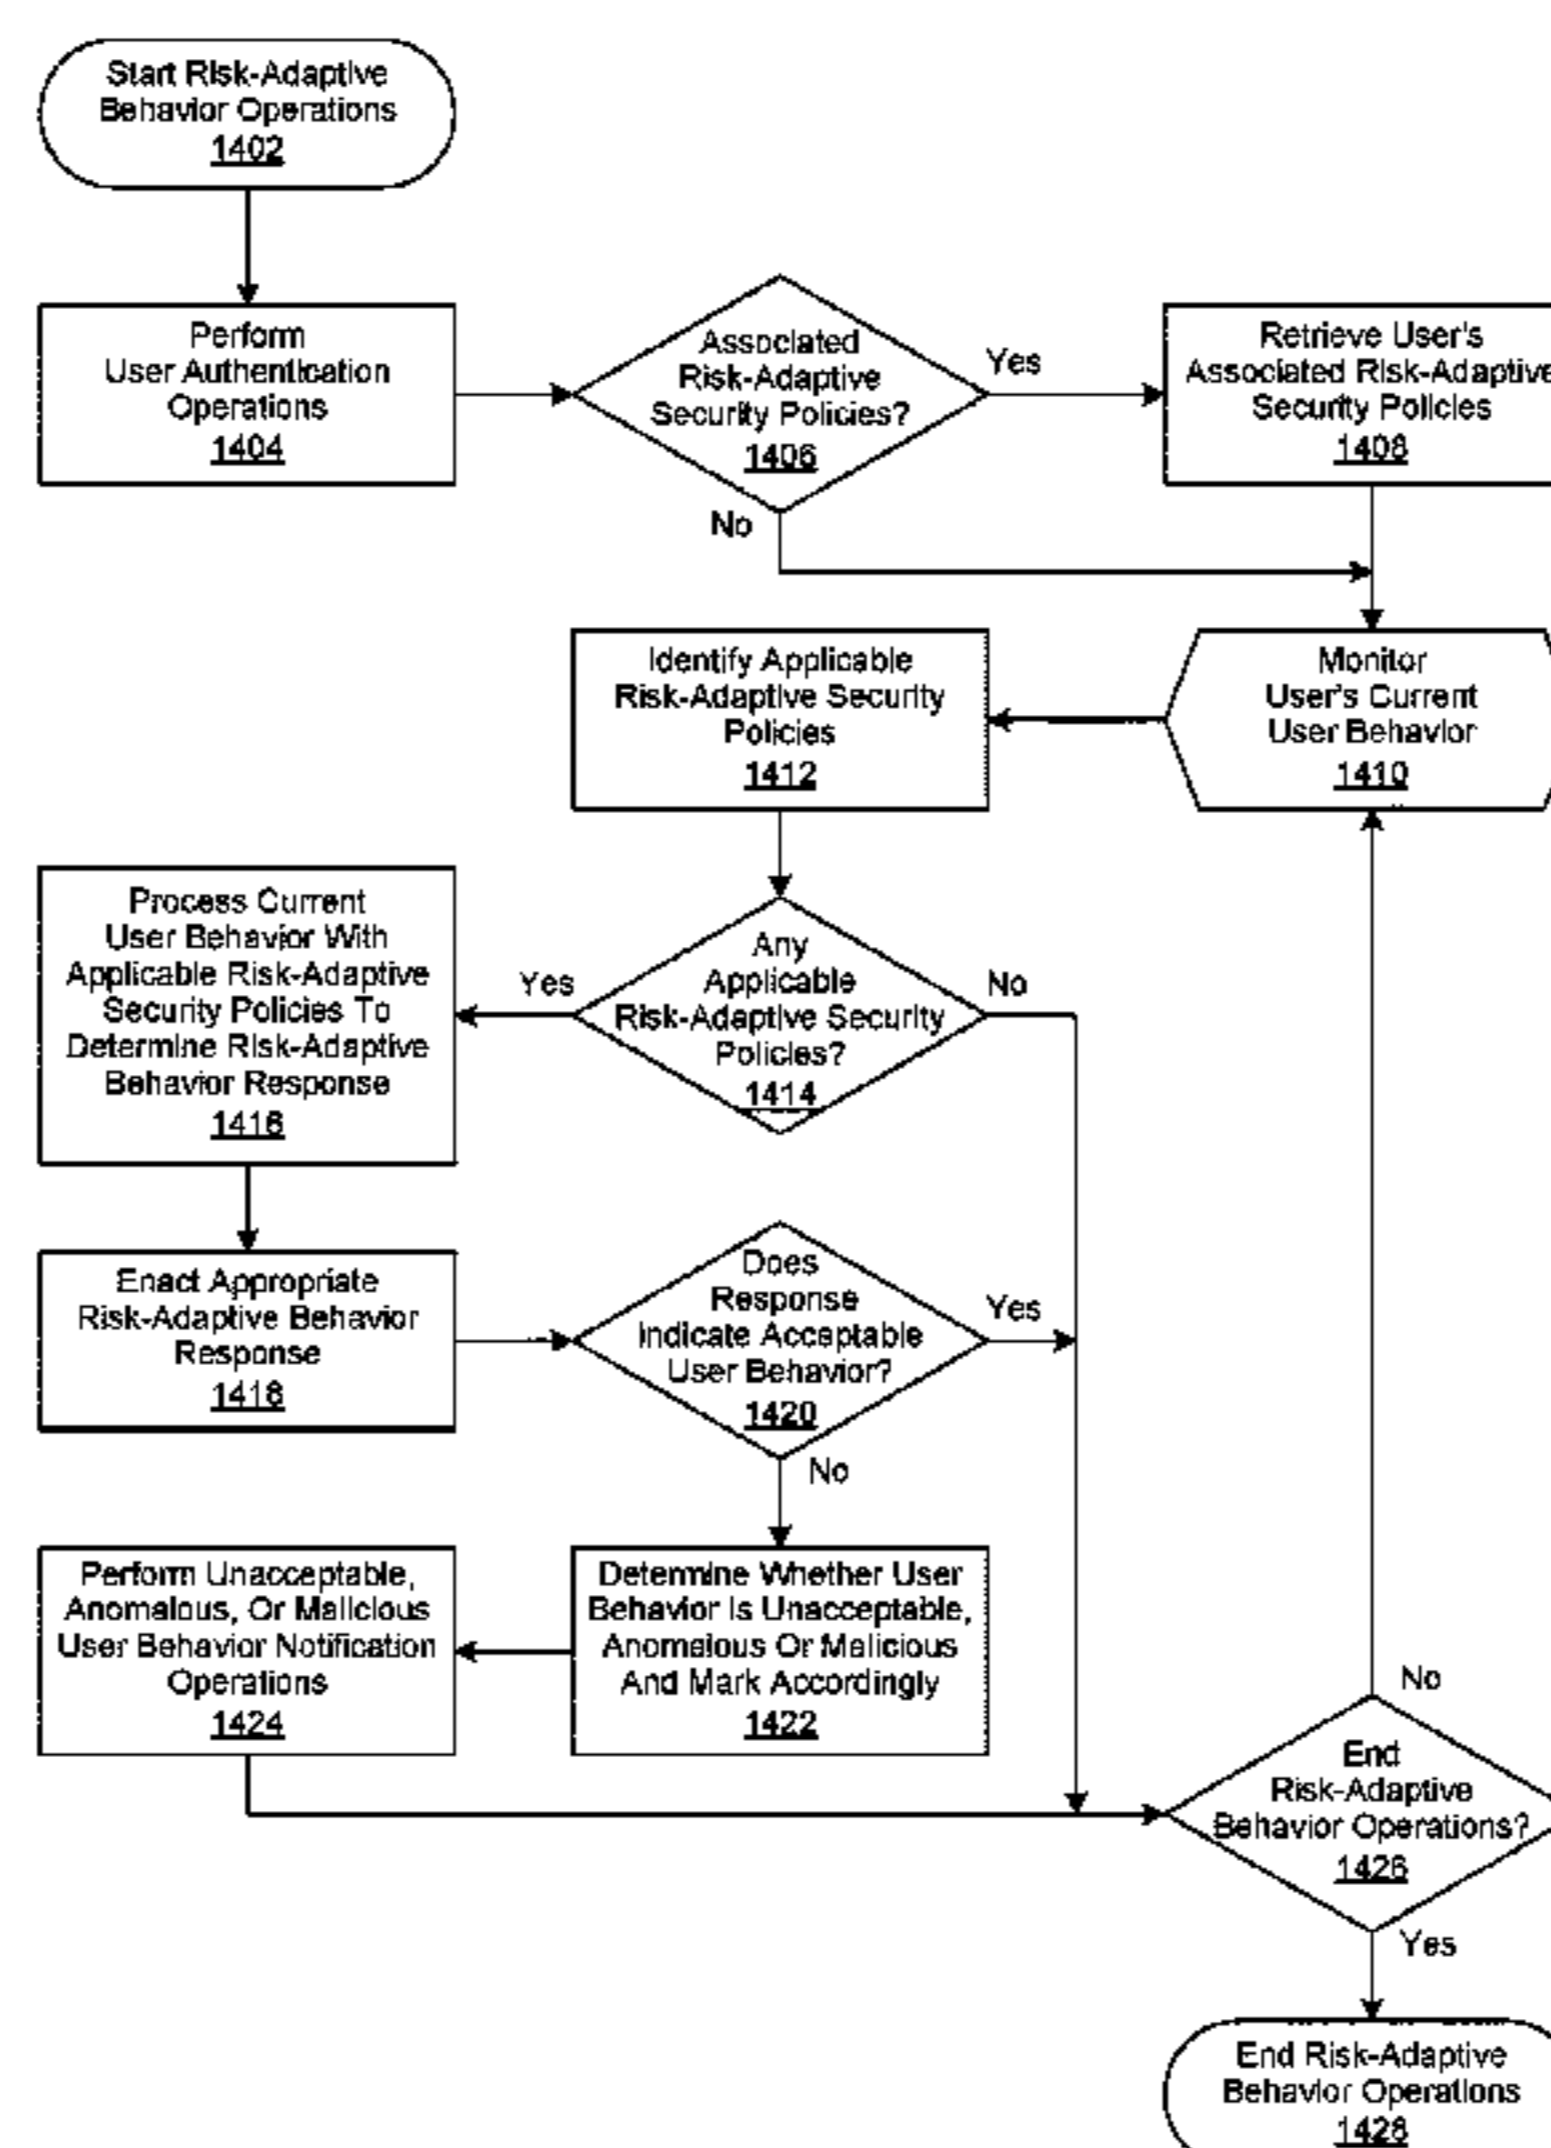 Start Risk-Adaptive
Behavior Operations
1402
Perform
User Authentication
Operations
1404
Associated
Risk-Adaptive
Security Policies?
1406
Yes
No
Retrieve User's
Associated Risk-Adaptive
Security Policies
1408
Monitor
User's Current
User Behavior
1410
Identify Applicable
Risk-Adaptive Security
Policies
1412
Any
Applicable
Risk-Adaptive Security
Policies?
1414
Yes
No
Process Current
User Behavior With
Applicable Risk-Adaptive
Security Policies To
Determine Risk-Adaptive
Behavior Response
1416
Enact Appropriate
Risk-Adaptive Behavior
Response
1418
Does
Response
Indicate Acceptable
User Behavior?
1420
Yes
No
Determine Whether User
Behavior Is Unacceptable,
Anomalous Or Malicious
And Mark Accordingly
1422
Perform Unacceptable,
Anomalous, Or Malicious
User Behavior Notification
Operations
1424
No
End
Risk-Adaptive
Behavior Operations?
1426
Yes
End Risk-Adaptive
Behavior Operations
1428